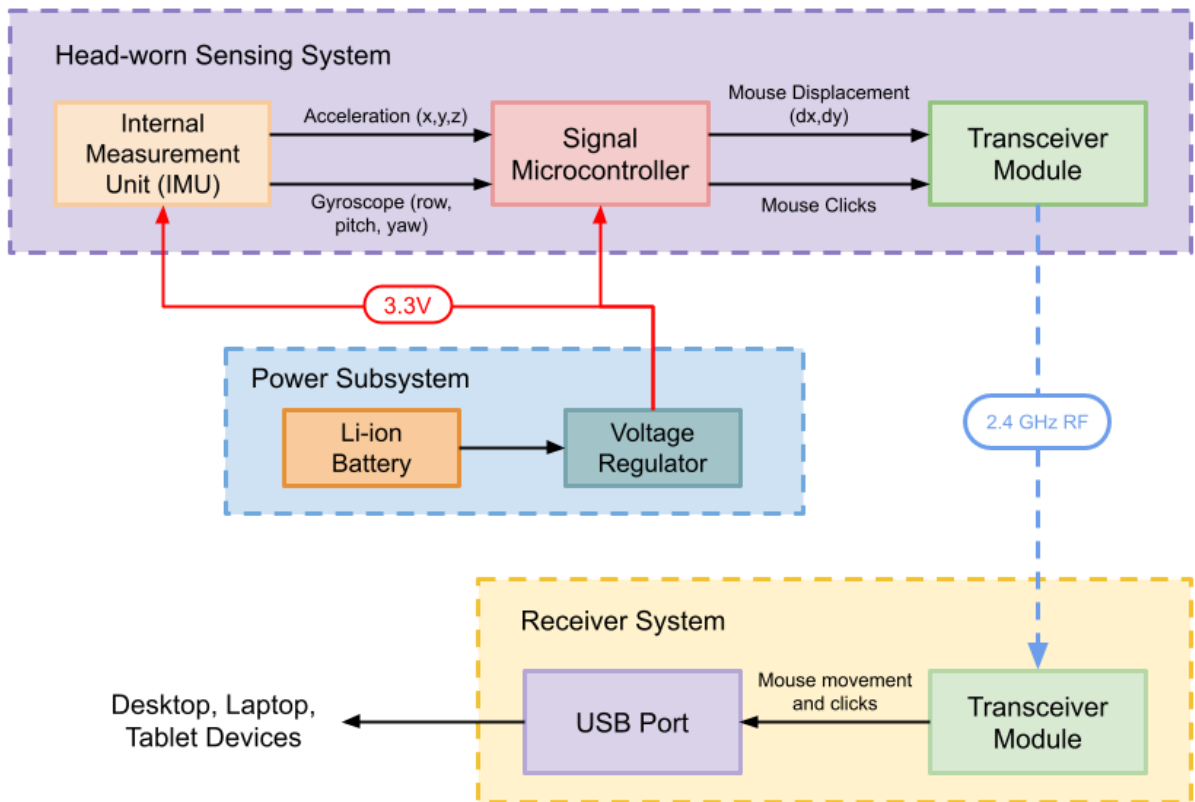 Head-worn Sensing System
Internal
Measurement
Unit (IMU)
Acceleration (x,y,z)
Gyroscope (row,
pitch, yaw)
Signal
Microcontroller
Mouse Displacement
(dx,dy)
Mouse Clicks
Transceiver
Module
3.3V
Power Subsystem
Li-ion
Battery
Voltage
Regulator
2.4 GHz RF
Receiver System
Desktop, Laptop,
Tablet Devices
USB Port
Mouse movement
and clicks
Transceiver
Module